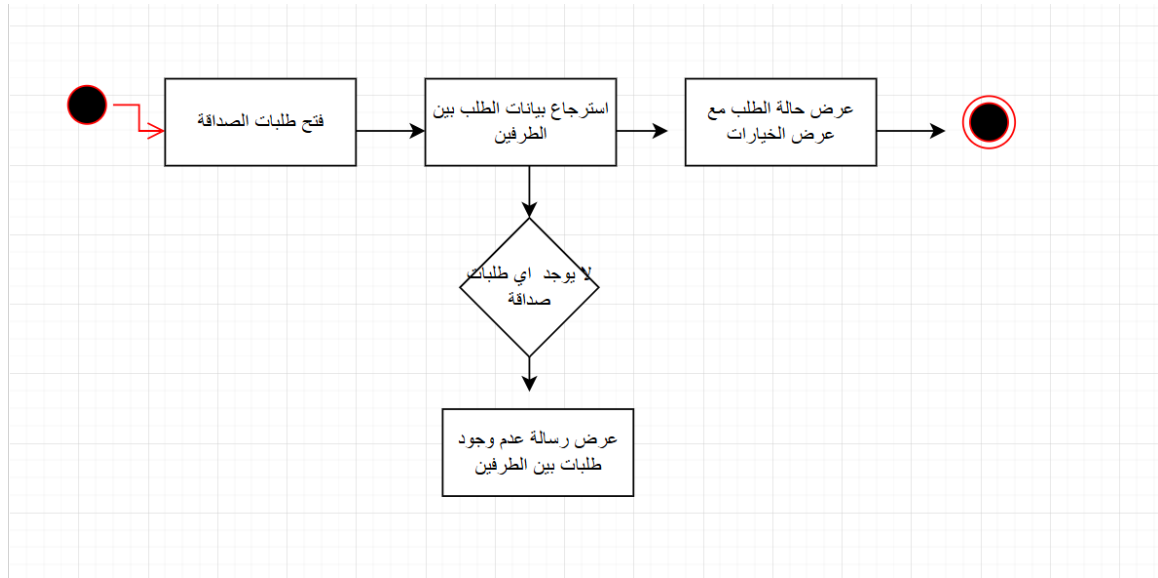 فتح طلبات الصداقة
استرجاع بيانات الطلب بين
الطرفين
عرض حالة الطلب مع
عرض الخيارات
لا يوجد اي طلبات
صداقة
عرض رسالة عدم وجود
طلبات بين الطرفين